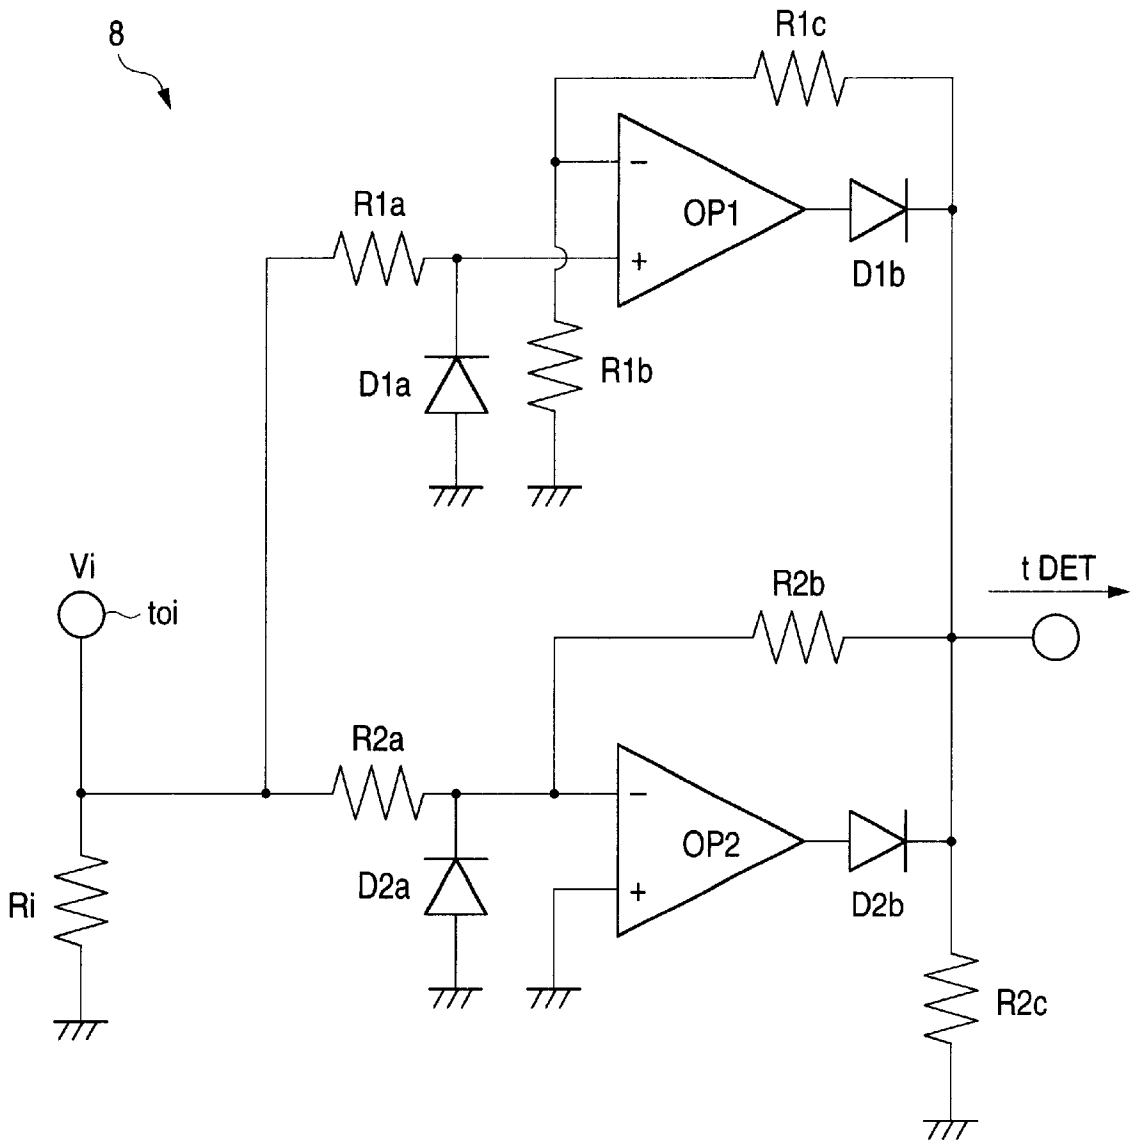 8
R1c
R1a
−
OP1
+
D1b
D1a
R1b
Vi
toi
R2b
t DET
R2a
−
OP2
+
D2a
D2b
Ri
R2c